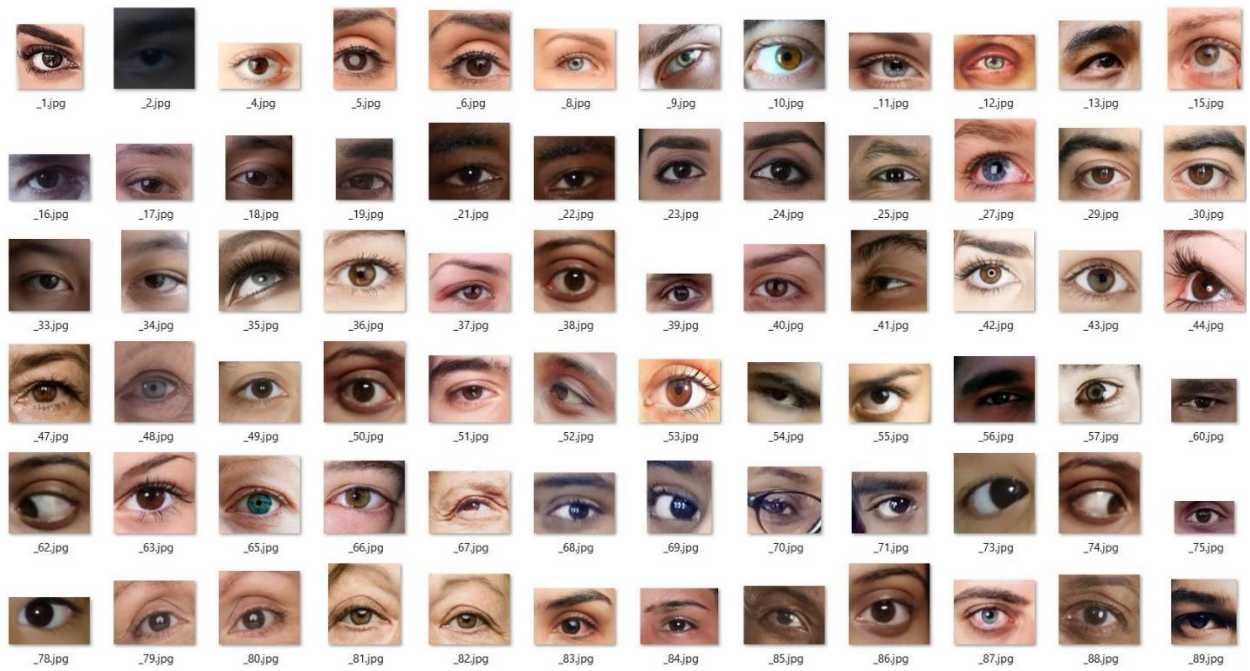 _1.jpg _2.jpg _4.jpg _5.jpg _6.jpg _8.jpg _9.jpg _10.jpg _11.jpg _12.jpg _13.jpg _15.jpg
_16.jpg _17.jpg _18.jpg _19.jpg _21.jpg _22.jpg _23.jpg _24.jpg _25.jpg _27.jpg _29.jpg _30.jpg
_33.jpg _34.jpg _35.jpg _36.jpg _37.jpg _38.jpg _39.jpg _40.jpg _41.jpg _42.jpg _43.jpg _44.jpg
_47.jpg _48.jpg _49.jpg _50.jpg _51.jpg _52.jpg _53.jpg _54.jpg _55.jpg _56.jpg _57.jpg _60.jpg
_62.jpg _63.jpg _65.jpg _66.jpg _67.jpg _68.jpg _69.jpg _70.jpg _71.jpg _73.jpg _74.jpg _75.jpg
_78.jpg _79.jpg _80.jpg _81.jpg _82.jpg _83.jpg _84.jpg _85.jpg _86.jpg _87.jpg _88.jpg _89.jpg